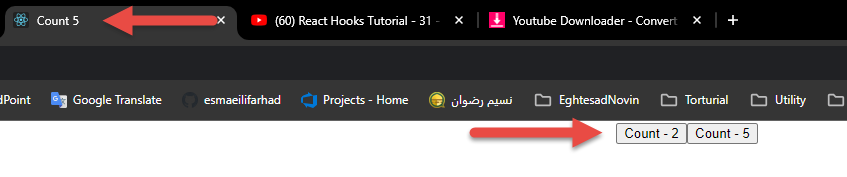 Count 5
(60) React Hooks Tutorial - 31 -
Youtube Downloader - Convert
dPoint
Google Translate
esmaeilifarhad
Projects - Home
نسیم رضوان
EghtesadNovin
Torturial
Utility
Count - 2
Count - 5